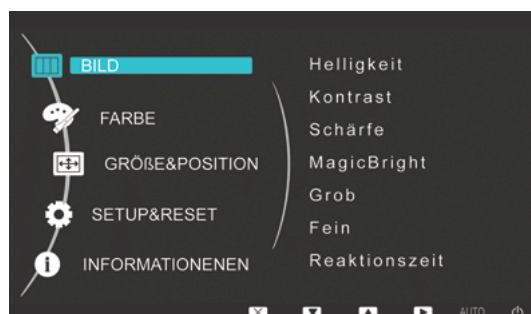 BILD
FARBE
GRÖßE&POSITION
SETUP&RESET
INFORMATIONENEN
Helligkeit
Kontrast
Schärfe
MagicBright
Grob
Fein
Reaktionszeit
AUTO